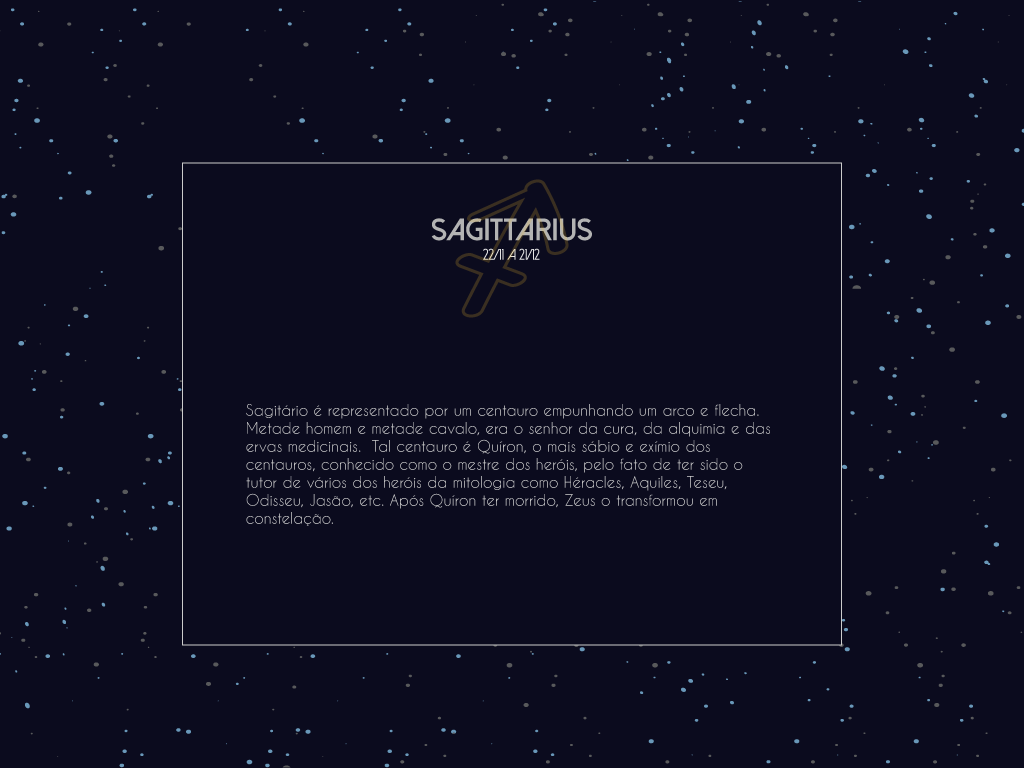 SAGITTARIUS
22/11 A 21/12
Sagitário é representado por um centauro empunhando um arco e flecha.
Metade homem e metade cavalo, era o senhor da cura, da alquimia e das
ervas medicinais.  Tal centauro é Quíron, o mais sábio e exímio dos
centauros, conhecido como o mestre dos heróis, pelo fato de ter sido o
tutor de vários dos heróis da mitologia como Héracles, Aquiles, Teseu,
Odisseu, Jasão, etc. Após Quíron ter morrido, Zeus o transformou em
constelação.